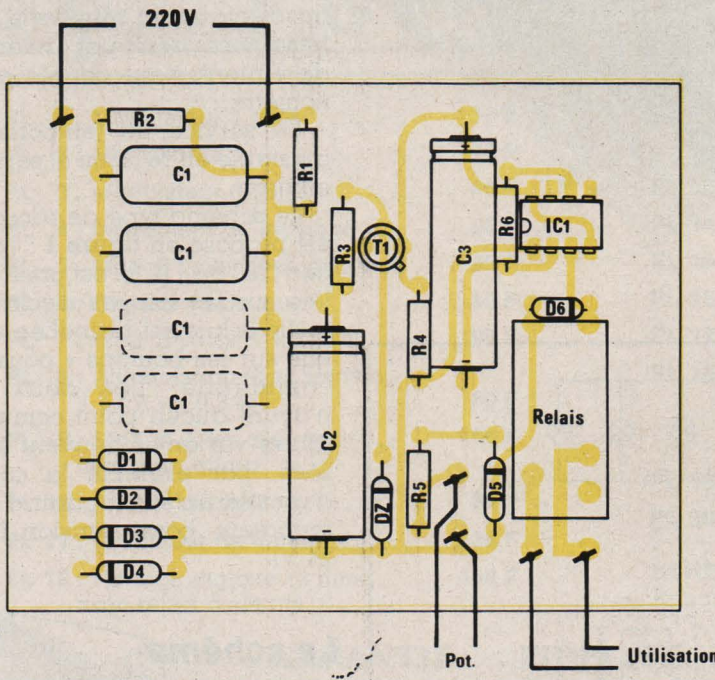 220 V
R2
C1
R1
C1
C1
C1
R3
T1
C3
R6
IC1
D6
R4
C2
Relais
D1
D2
D3
D4
DZ
R5
D5
+
−
+
−
Pot.
Utilisation